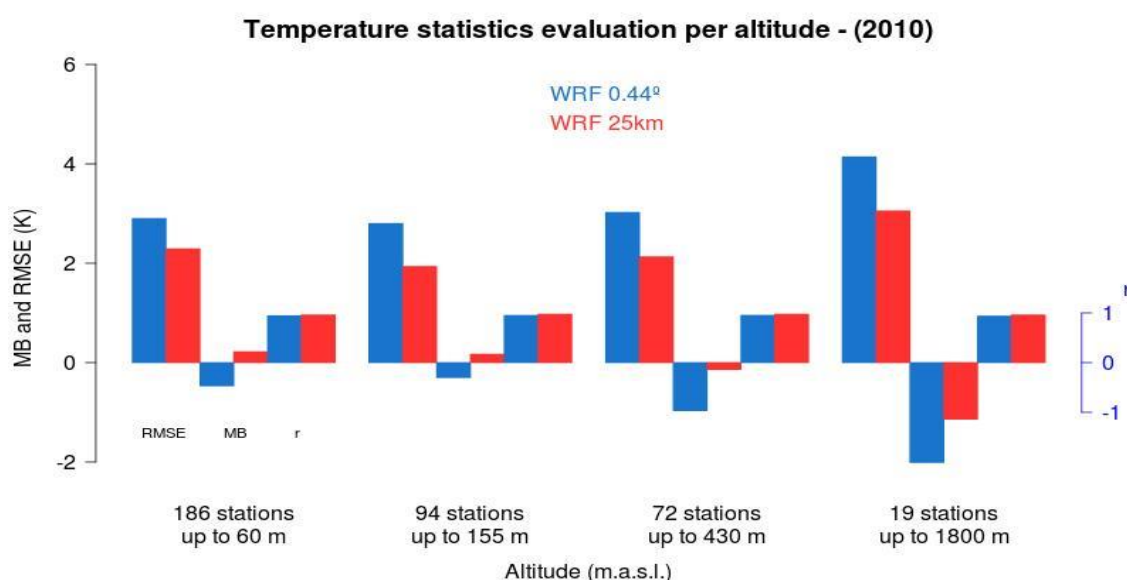 Temperature statistics evaluation per altitude - (2010)
WRF 0.44º
WRF 25km
MB and RMSE (K)
6
4
2
0
-2
r
1
0
-1
RMSE MB r
186 stations
up to 60 m
94 stations
up to 155 m
72 stations
up to 430 m
19 stations
up to 1800 m
Altitude (m.a.s.l.)